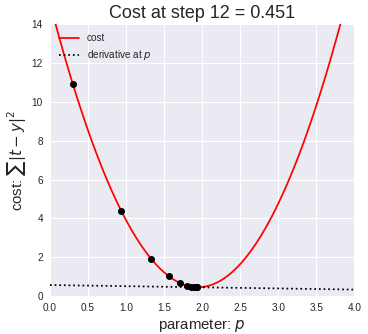 Cost at step 12 = 0.451
cost
derivative at p
cost: ∑|t − y|²
14
12
10
8
6
4
2
0
0.0 0.5 1.0 1.5 2.0 2.5 3.0 3.5 4.0
parameter: p